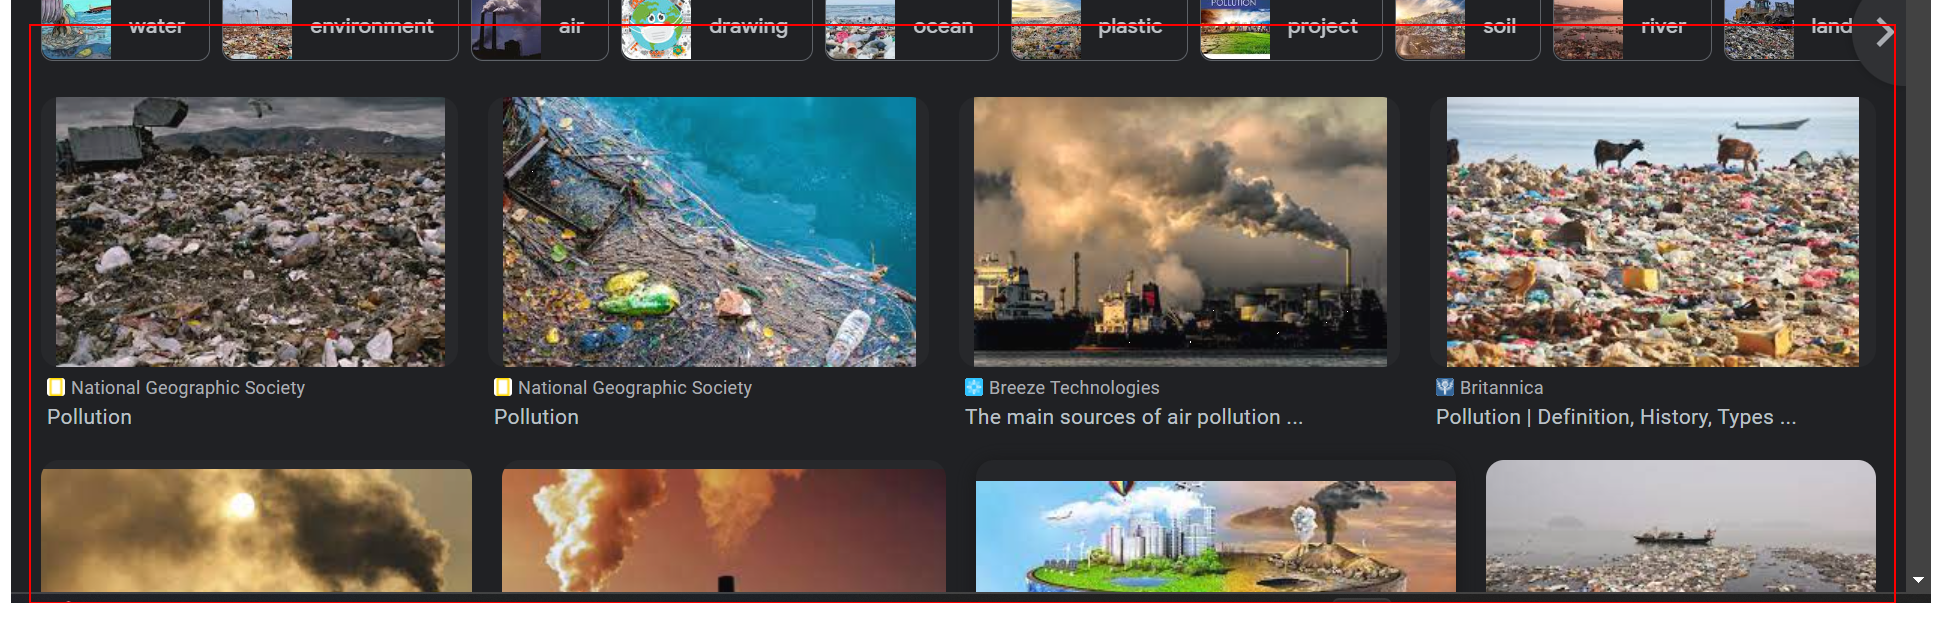 water environment air drawing ocean plastic project soil river land
POLLUTION
National Geographic Society National Geographic Society Breeze Technologies Britannica
Pollution Pollution The main sources of air pollution ... Pollution | Definition, History, Types ...